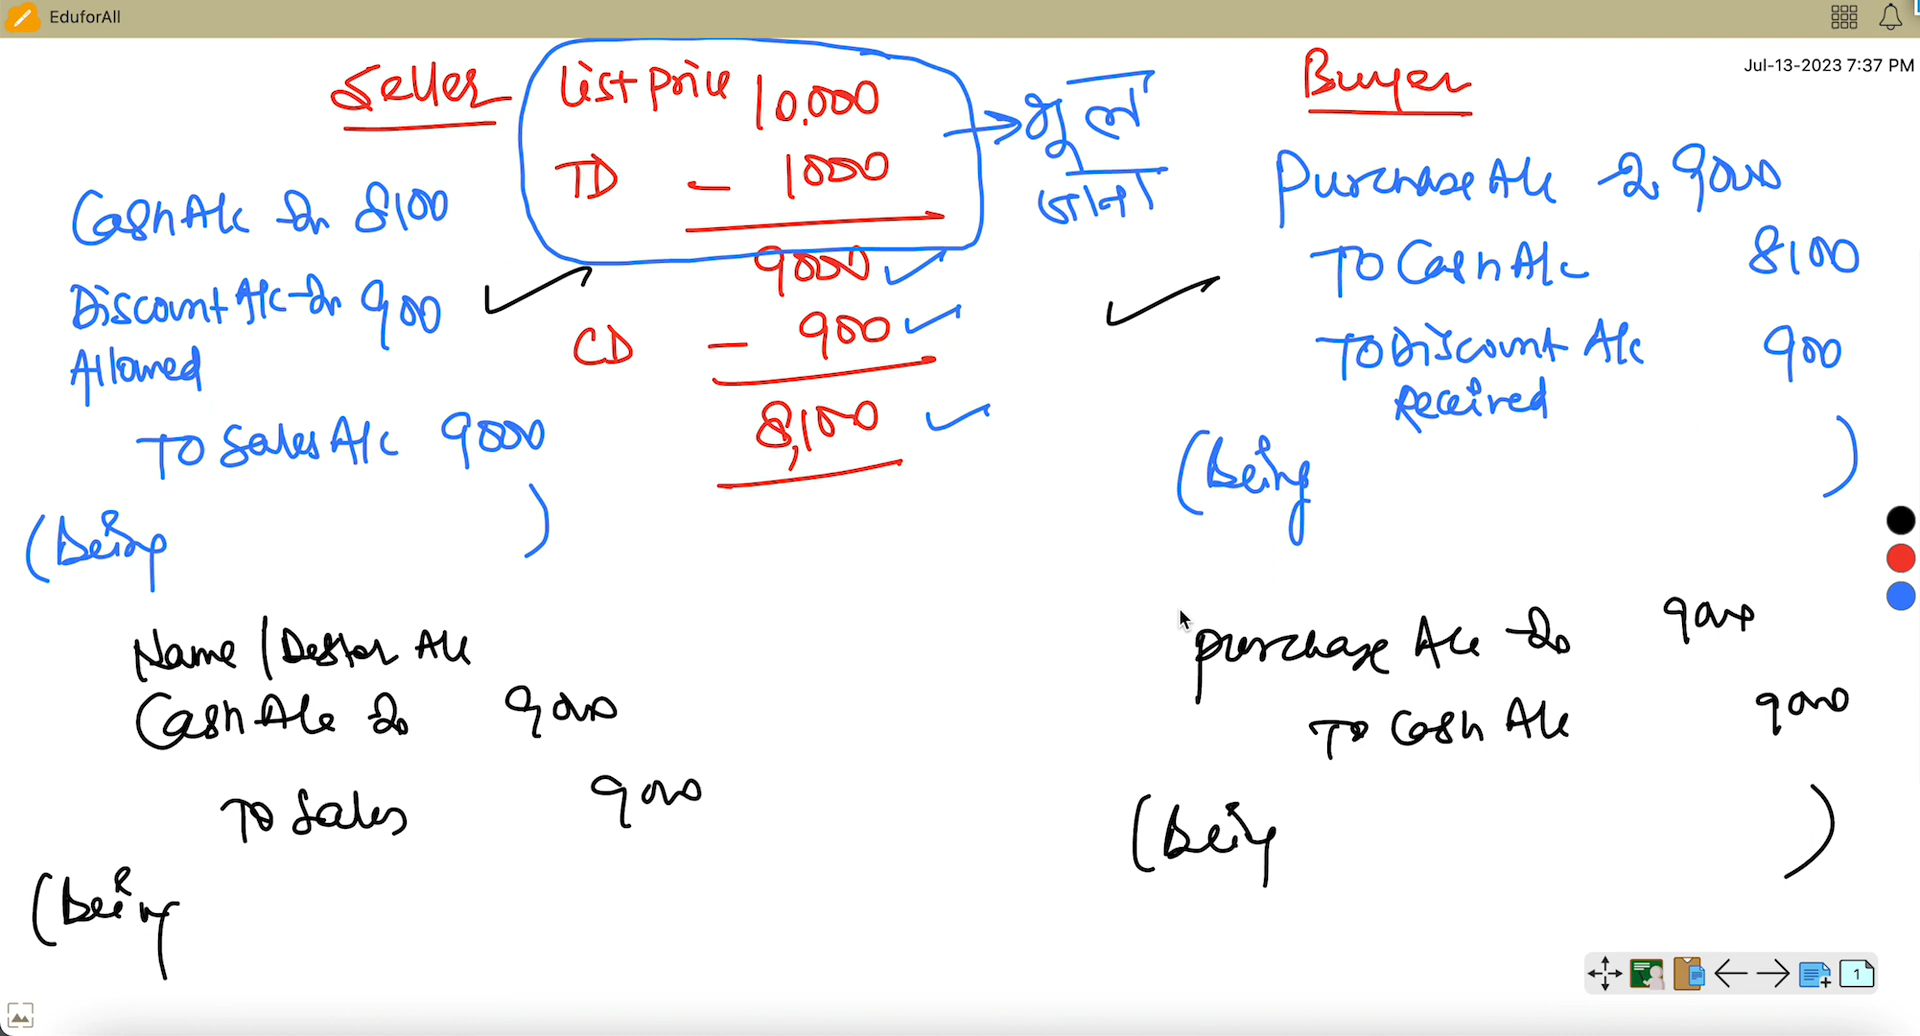 EduforAll
Jul-13-2023 7:37 PM
Seller
List Price 10,000
TD - 1000
9000
CD - 900
8,100
भूल जाना
Cash A/c Dr 8100
Discount A/c Dr 900
Allowed
To Sales A/c 9000
(Being )
Name / Debtor A/c
Cash A/c Dr 9000
To Sales 9000
(Being
Buyer
Purchase A/c Dr 9000
To Cash A/c 8100
To Discount A/c 900
Received
(Being )
Purchase A/c Dr 9000
To Cash A/c 9000
(Being )
1